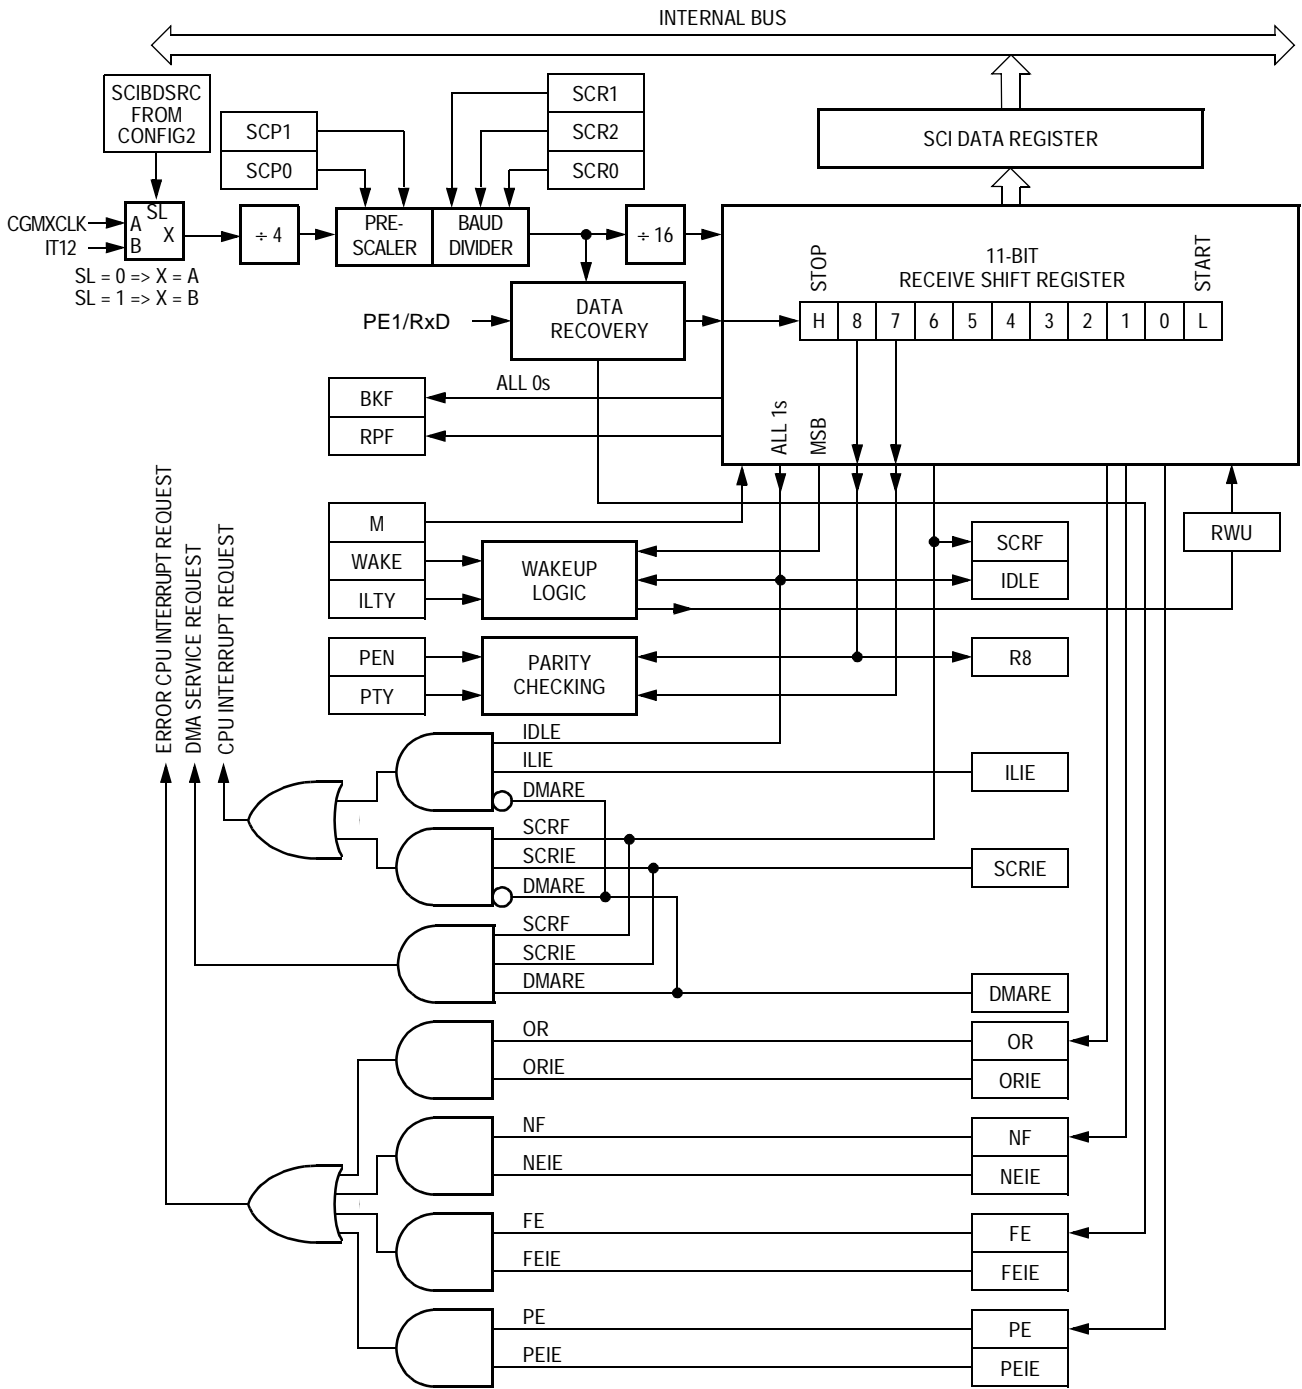 INTERNAL BUS
SCIBDSRC
FROM
CONFIG2
SCP1
SCP0
SCR1
SCR2
SCR0
SCI DATA REGISTER
CGMXCLK
IT12
A
B
SL
X
SL = 0 => X = A
SL = 1 => X = B
÷ 4
PRE-
SCALER
BAUD
DIVIDER
÷ 16
STOP
11-BIT
RECEIVE SHIFT REGISTER
START
H 8 7 6 5 4 3 2 1 0 L
PE1/RxD
DATA
RECOVERY
ALL 0s
BKF
RPF
ALL 1s
MSB
M
WAKE
ILTY
WAKEUP
LOGIC
SCRF
IDLE
RWU
PEN
PTY
PARITY
CHECKING
R8
ERROR CPU INTERRUPT REQUEST
DMA SERVICE REQUEST
CPU INTERRUPT REQUEST
IDLE
ILIE
DMARE
ILIE
SCRF
SCRIE
DMARE
SCRIE
SCRF
SCRIE
DMARE
DMARE
OR
ORIE
OR
ORIE
NF
NEIE
NF
NEIE
FE
FEIE
FE
FEIE
PE
PEIE
PE
PEIE